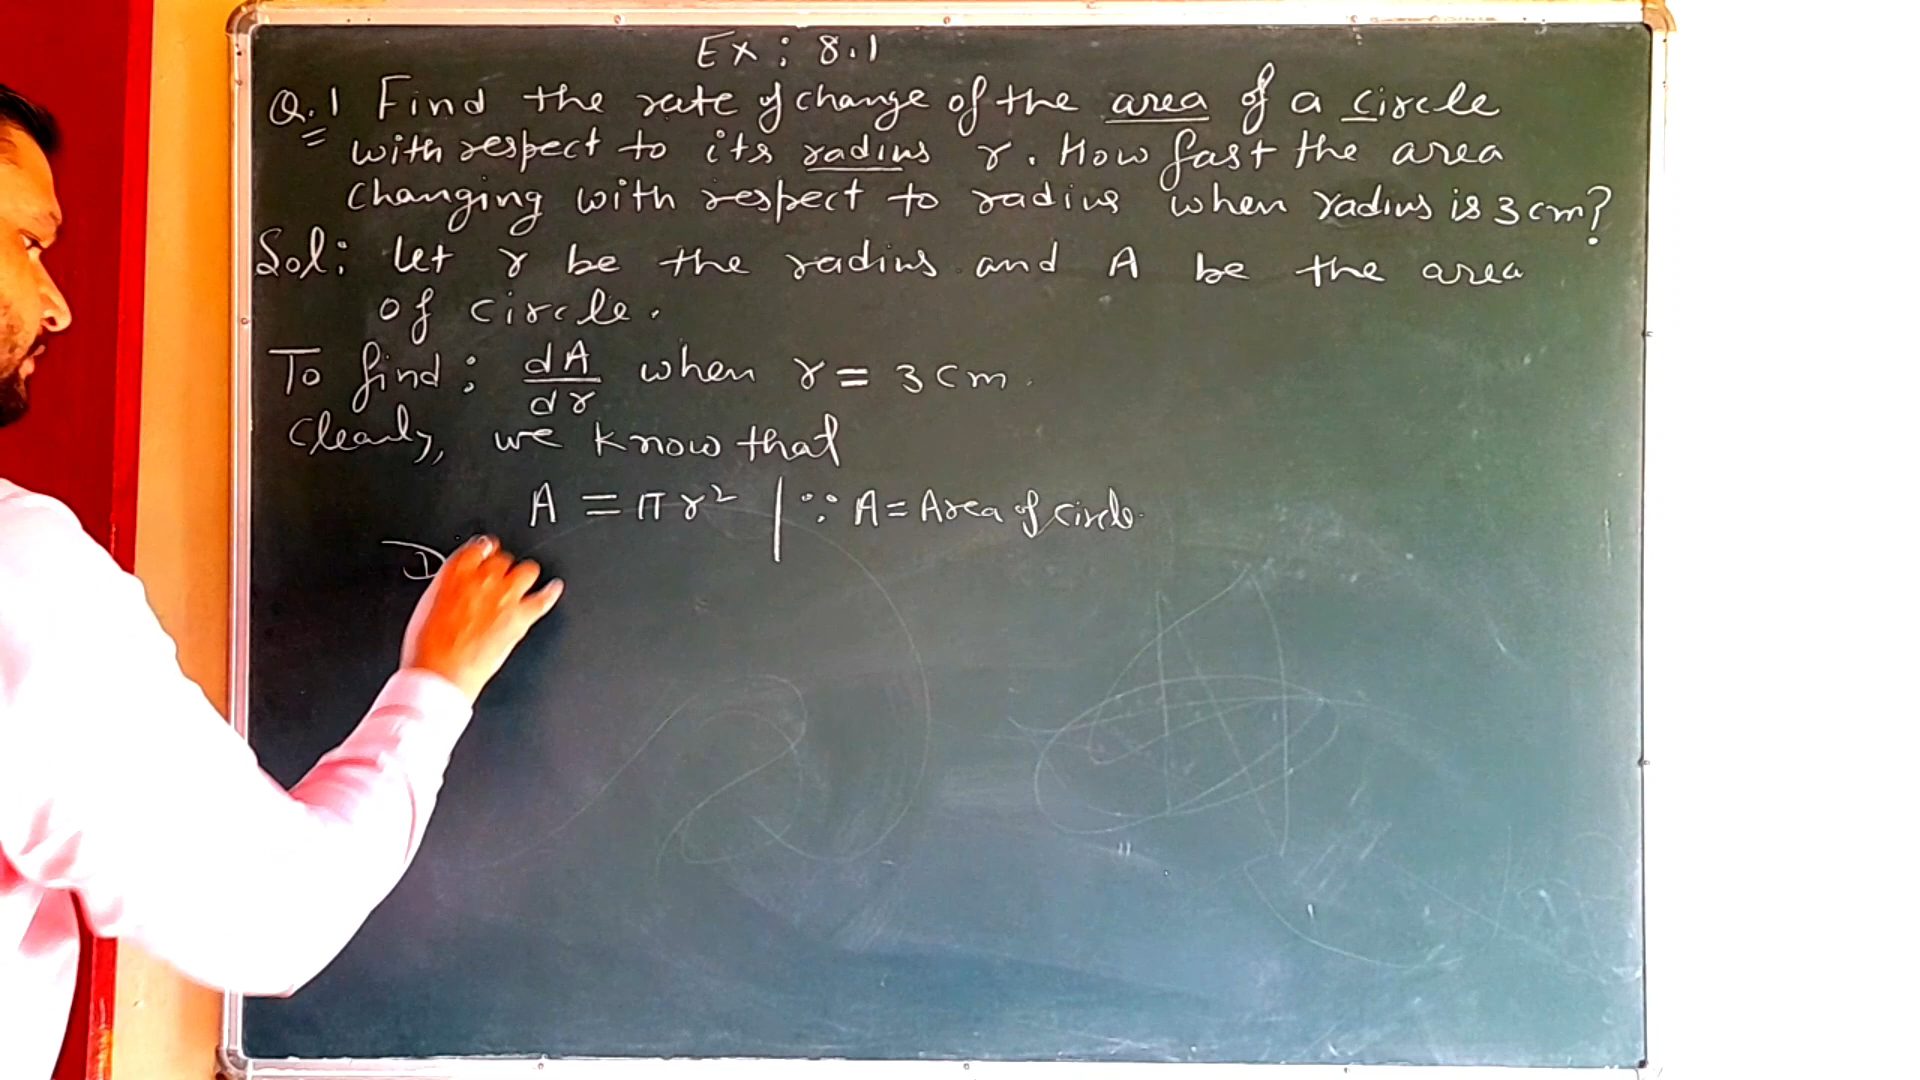 Ex: 8.1
Q.1 Find the rate of change of the area of a circle
with respect to its radius r. How fast the area
changing with respect to radius when radius is 3 cm?
Sol: Let r be the radius and A be the area
of circle.
To find: dA/dr when r = 3 cm.
Clearly, we know that
A = πr² | ∵ A = Area of circle.
D